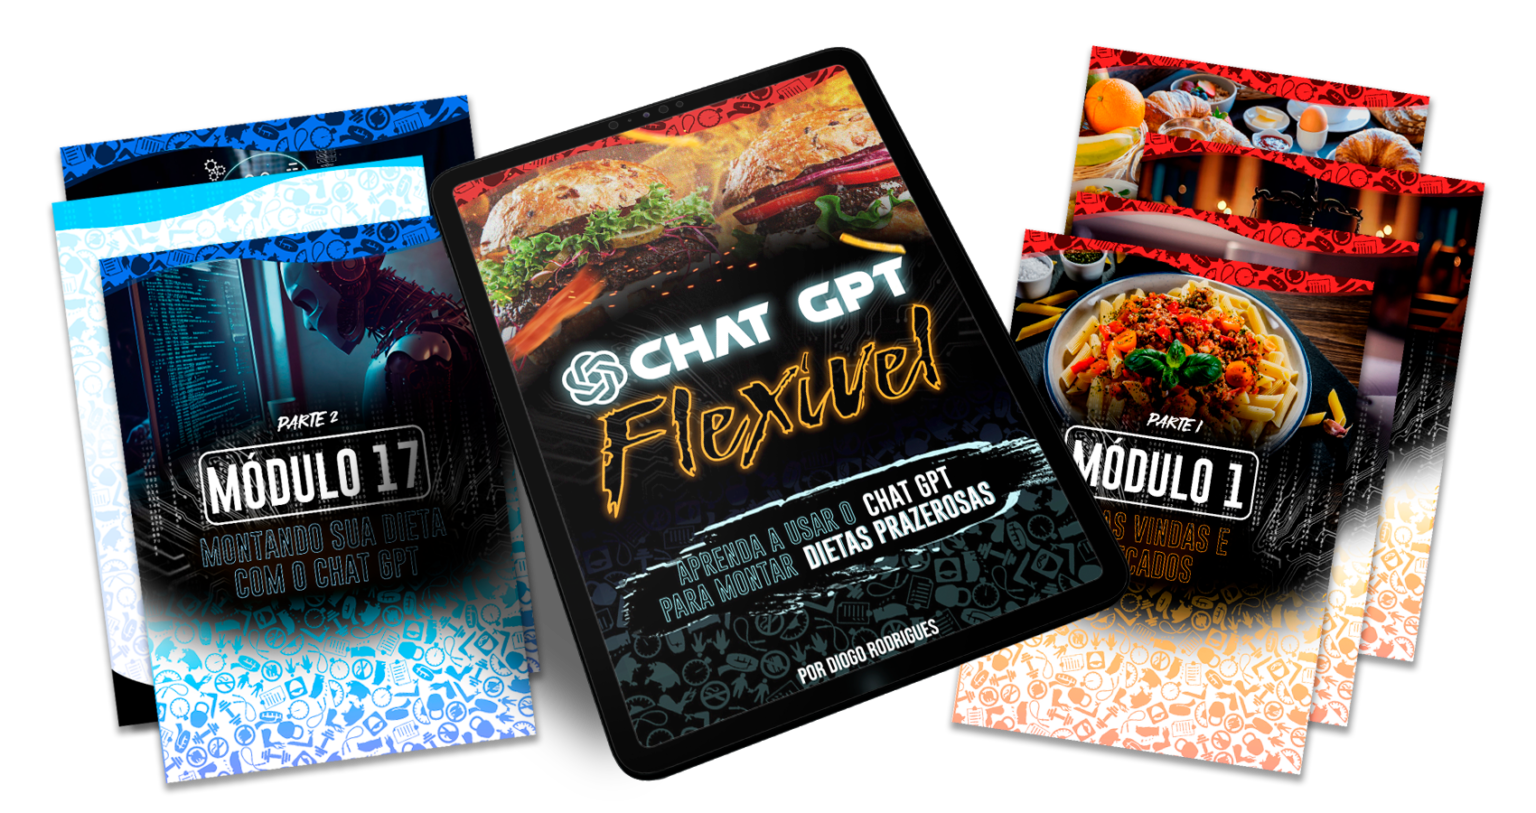 PARTE 2
MÓDULO 17
MONTANDO SUA DIETA
COM O CHAT GPT
CHAT GPT
Flexível
APRENDA A USAR O CHAT GPT
PARA MONTAR DIETAS PRAZEROSAS
POR DIOGO RODRIGUES
PARTE 1
MÓDULO 1
VINDAS E